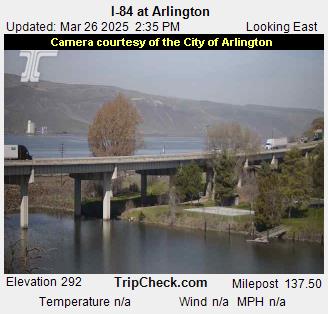 I-84 at Arlington
Updated: Mar 26 2025 2:35 PM Looking East
Camera courtesy of the City of Arlington
Elevation 292 TripCheck.com Milepost 137.50
Temperature n/a Wind n/a MPH n/a